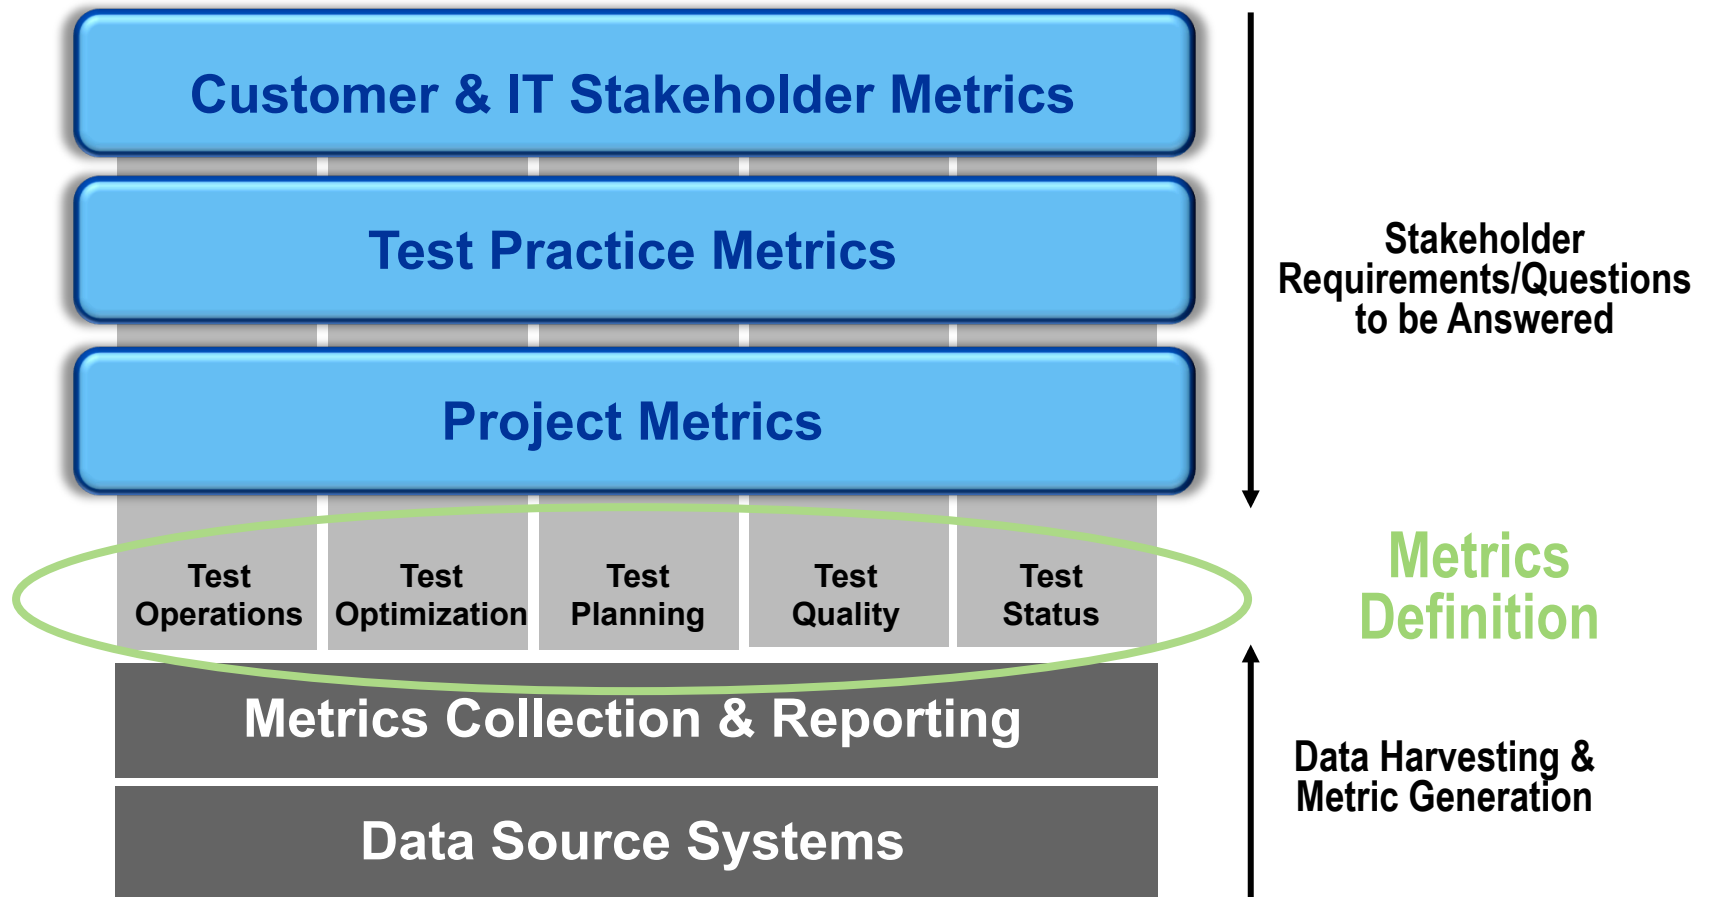 Customer & IT Stakeholder Metrics
Test Practice Metrics
Stakeholder
Requirements/Questions
to be Answered
Project Metrics
Metrics
Definition
Test
Operations
Test
Optimization
Test
Planning
Test
Quality
Test
Status
Metrics Collection & Reporting
Data Harvesting &
Metric Generation
Data Source Systems